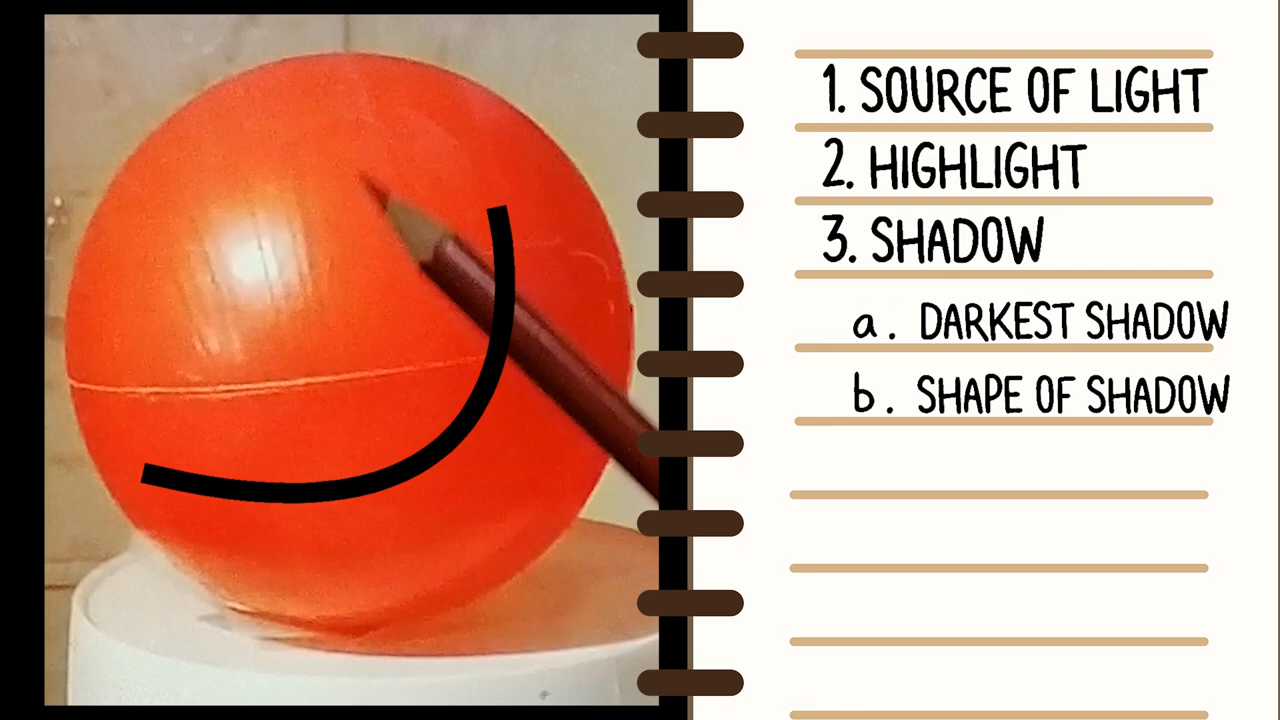 1. SOURCE OF LIGHT
2. HIGHLIGHT
3. SHADOW
a. DARKEST SHADOW
b. SHAPE OF SHADOW